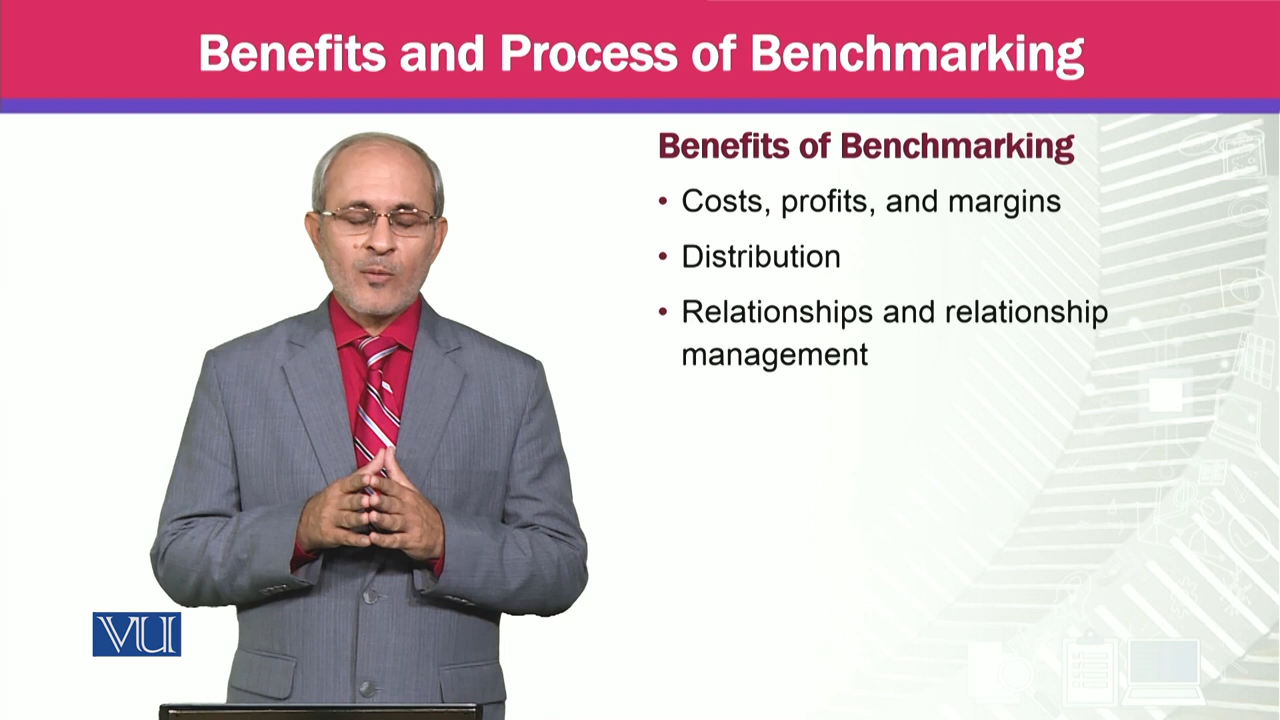 Benefits and Process of Benchmarking
Benefits of Benchmarking
• Costs, profits, and margins
• Distribution
• Relationships and relationship
management
VU